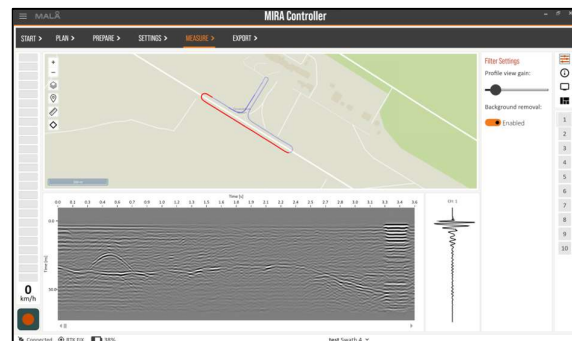 MALÅ
MIRA Controller
START > PLAN > PREPARE > SETTINGS > MEASURE > EXPORT >
Filter Settings
Profile view gain:
Background removal:
Enabled
1
2
3
4
5
6
7
8
9
10
Time [s]
0.0 0.1 0.2 0.3 0.4 0.5 0.6 0.7 0.8 0.9 1.0 1.1 1.2 1.3 1.5 1.6 1.7 1.8 1.9 2.1 2.2 2.3 2.4 2.5 2.6 2.7 2.8 2.9 3.0 3.1 3.2 3.3 3.4 3.6
Ch: 1
0.0
Time [ns]
50.0
0
km/h
Connected RTK FIX 38%
test Swath 4